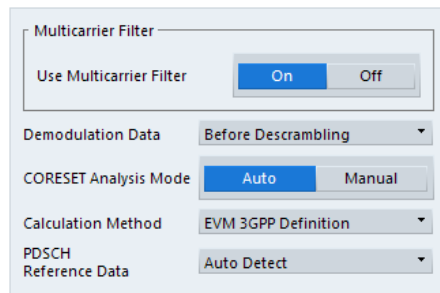 Multicarrier Filter
Use Multicarrier Filter On Off
Demodulation Data Before Descrambling
CORESET Analysis Mode Auto Manual
Calculation Method EVM 3GPP Definition
PDSCH
Reference Data Auto Detect